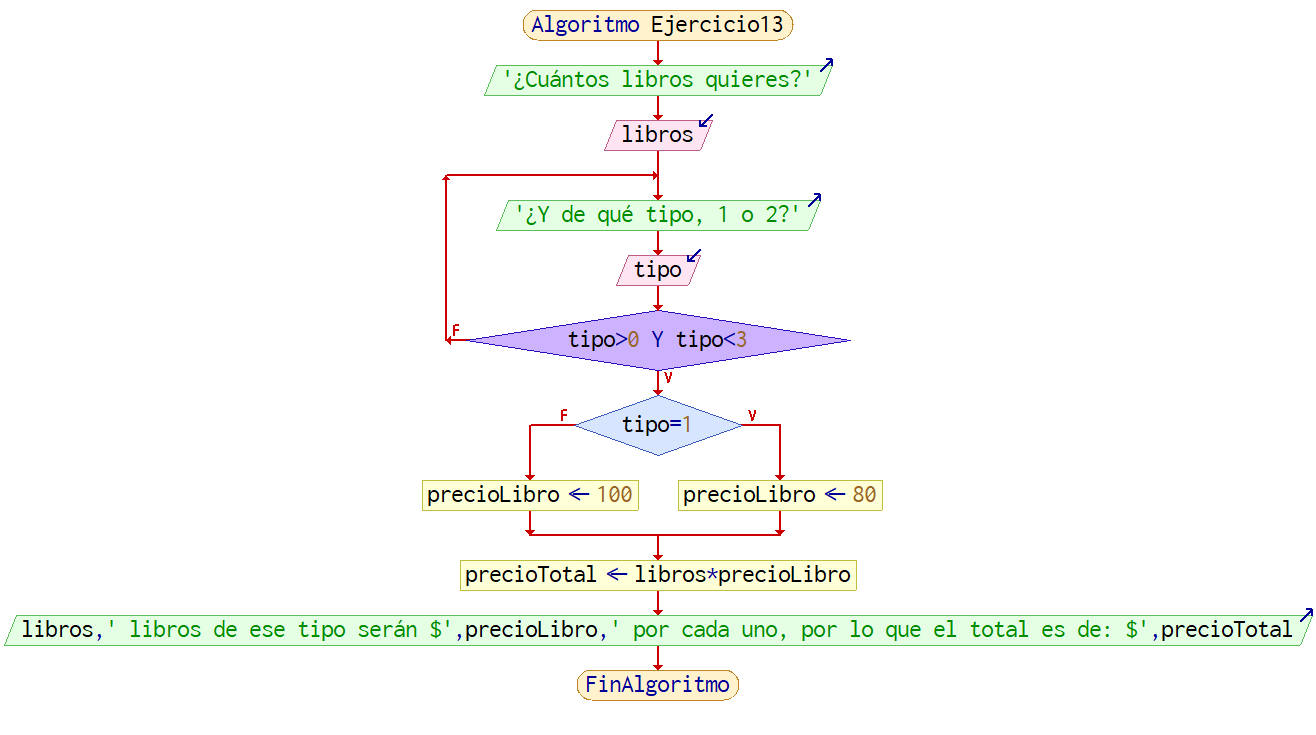 Algoritmo Ejercicio13
'¿Cuántos libros quieres?'
libros
'¿Y de qué tipo, 1 o 2?'
tipo
tipo>0 Y tipo<3
F
V
tipo=1
F
V
precioLibro ← 100
precioLibro ← 80
precioTotal ← libros*precioLibro
libros,' libros de ese tipo serán $',precioLibro,' por cada uno, por lo que el total es de: $',precioTotal
FinAlgoritmo